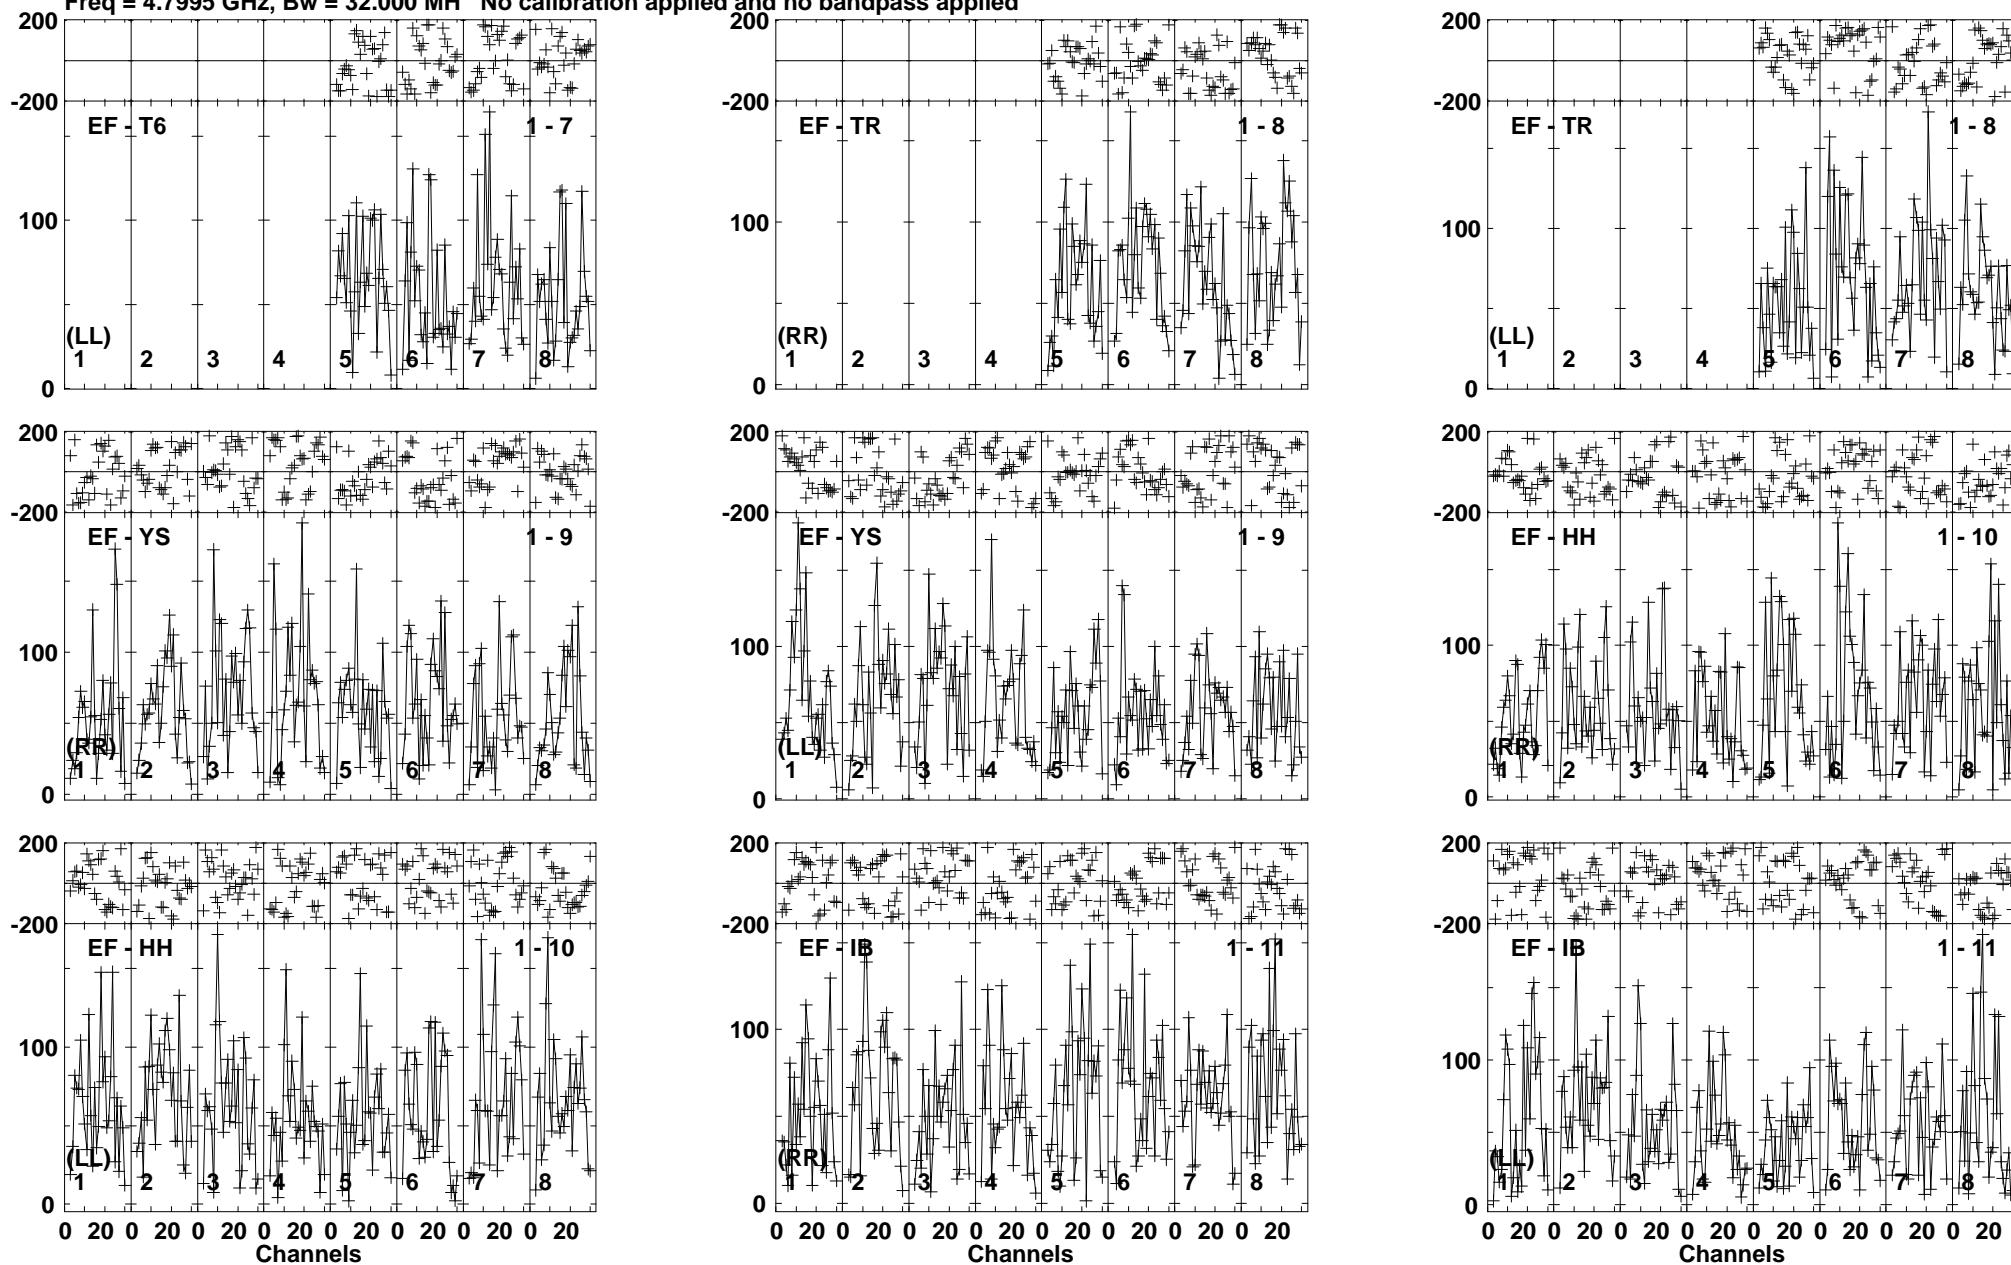 Freq = 4.7995 GHz, Bw = 32.000 MH No calibration applied and no bandpass applied
200 200 200
-200 -200 -200
EF - T6 1 - 7 EF - TR 1 - 8 EF - TR 1 - 8
100 100 100
(LL) (RR) (LL)
1 2 3 4 5 6 7 8 1 2 3 4 5 6 7 8 1 2 3 4 5 6 7 8
0 0 0
200 200 200
-200 -200 -200
EF - YS 1 - 9 EF - YS 1 - 9 EF - HH 1 - 10
100 100 100
(RR) (LL) (RR)
1 2 3 4 5 6 7 8 1 2 3 4 5 6 7 8 1 2 3 4 5 6 7 8
0 0 0
200 200 200
-200 -200 -200
EF - HH 1 - 10 EF - IB 1 - 11 EF - IB 1 - 11
100 100 100
(LL) (RR) (LL)
1 2 3 4 5 6 7 8 1 2 3 4 5 6 7 8 1 2 3 4 5 6 7 8
0 0 0
0 20 0 20 0 20 0 20 0 20 0 20 0 20 0 20 0 20 0 20 0 20 0 20 0 20 0 20 0 20 0 20 0 20 0 20 0 20 0 20 0 20 0 20 0 20 0 20
Channels Channels Channels